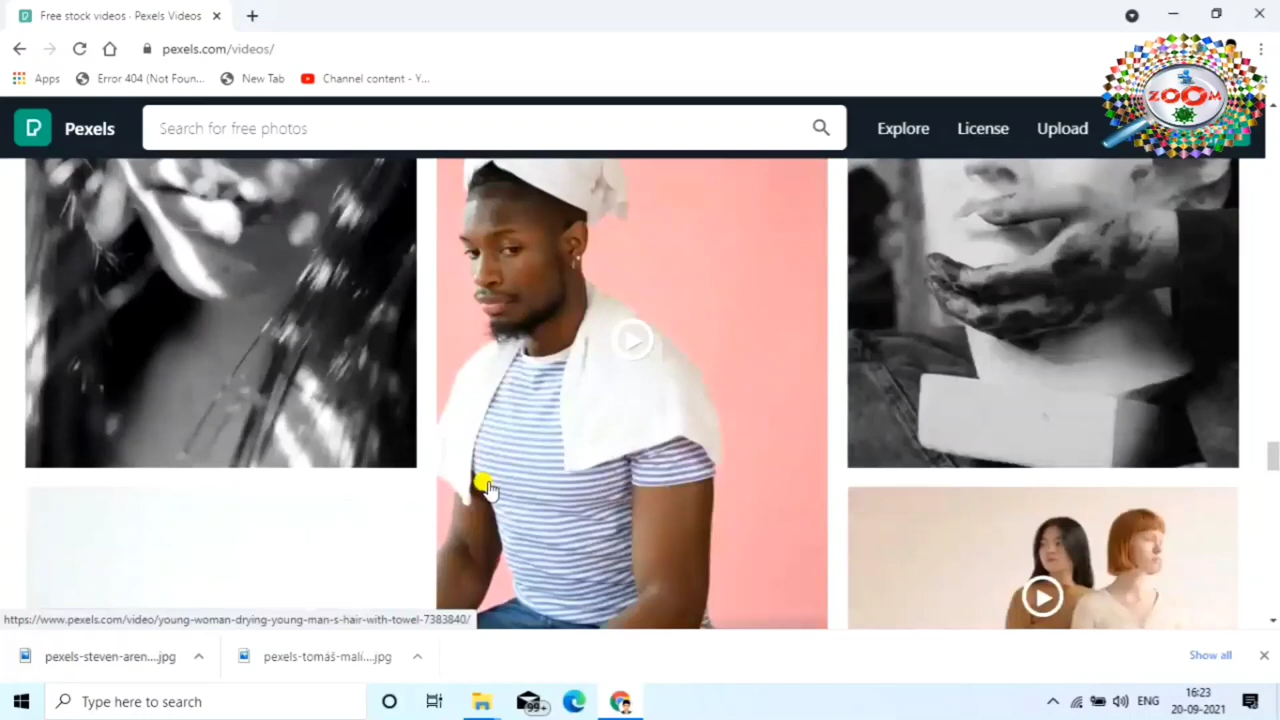 Free stock videos · Pexels Videos
pexels.com/videos/
Apps
Error 404 (Not Foun...
New Tab
Channel content - Y...
Pexels
Search for free photos
Explore
License
Upload
ZOOM
https://www.pexels.com/video/young-woman-drying-young-man-s-hair-with-towel-7383840/
pexels-steven-aren....jpg
pexels-tomáš-malí....jpg
Show all
Type here to search
99+
ENG
16:23
20-09-2021